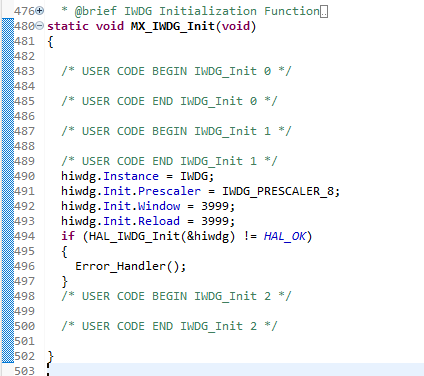 476 * @brief IWDG Initialization Function..
480 static void MX_IWDG_Init(void)
481 {
482
483   /* USER CODE BEGIN IWDG_Init 0 */
484
485   /* USER CODE END IWDG_Init 0 */
486
487   /* USER CODE BEGIN IWDG_Init 1 */
488
489   /* USER CODE END IWDG_Init 1 */
490   hiwdg.Instance = IWDG;
491   hiwdg.Init.Prescaler = IWDG_PRESCALER_8;
492   hiwdg.Init.Window = 3999;
493   hiwdg.Init.Reload = 3999;
494   if (HAL_IWDG_Init(&hiwdg) != HAL_OK)
495   {
496     Error_Handler();
497   }
498   /* USER CODE BEGIN IWDG_Init 2 */
499
500   /* USER CODE END IWDG_Init 2 */
501
502 }
503